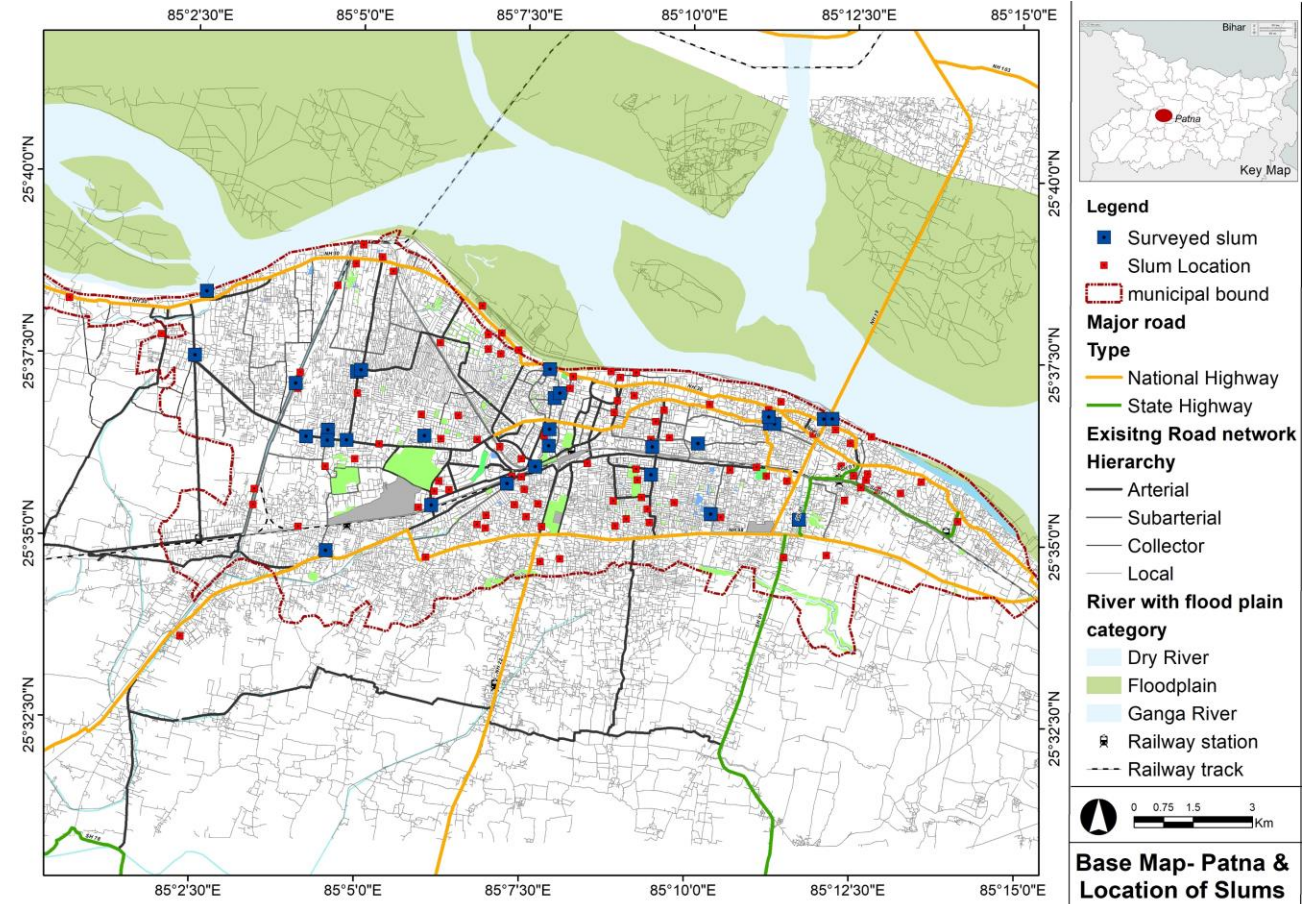 85°2'30"E 85°5'0"E 85°7'30"E 85°10'0"E 85°12'30"E 85°15'0"E
Bihar
Patna
Key Map
NH 19
25°40'0"N
25°40'0"N
25°37'30"N
25°37'30"N
25°35'0"N
25°35'0"N
25°32'30"N
25°32'30"N
SH 78
85°2'30"E 85°5'0"E 85°7'30"E 85°10'0"E 85°12'30"E 85°15'0"E
Legend
Surveyed slum
Slum Location
municipal bound
Major road
Type
National Highway
State Highway
Exisitng Road network
Hierarchy
Arterial
Subarterial
Collector
Local
River with flood plain
category
Dry River
Floodplain
Ganga River
Railway station
Railway track
0 0.75 1.5 3
Km
Base Map- Patna &
Location of Slums